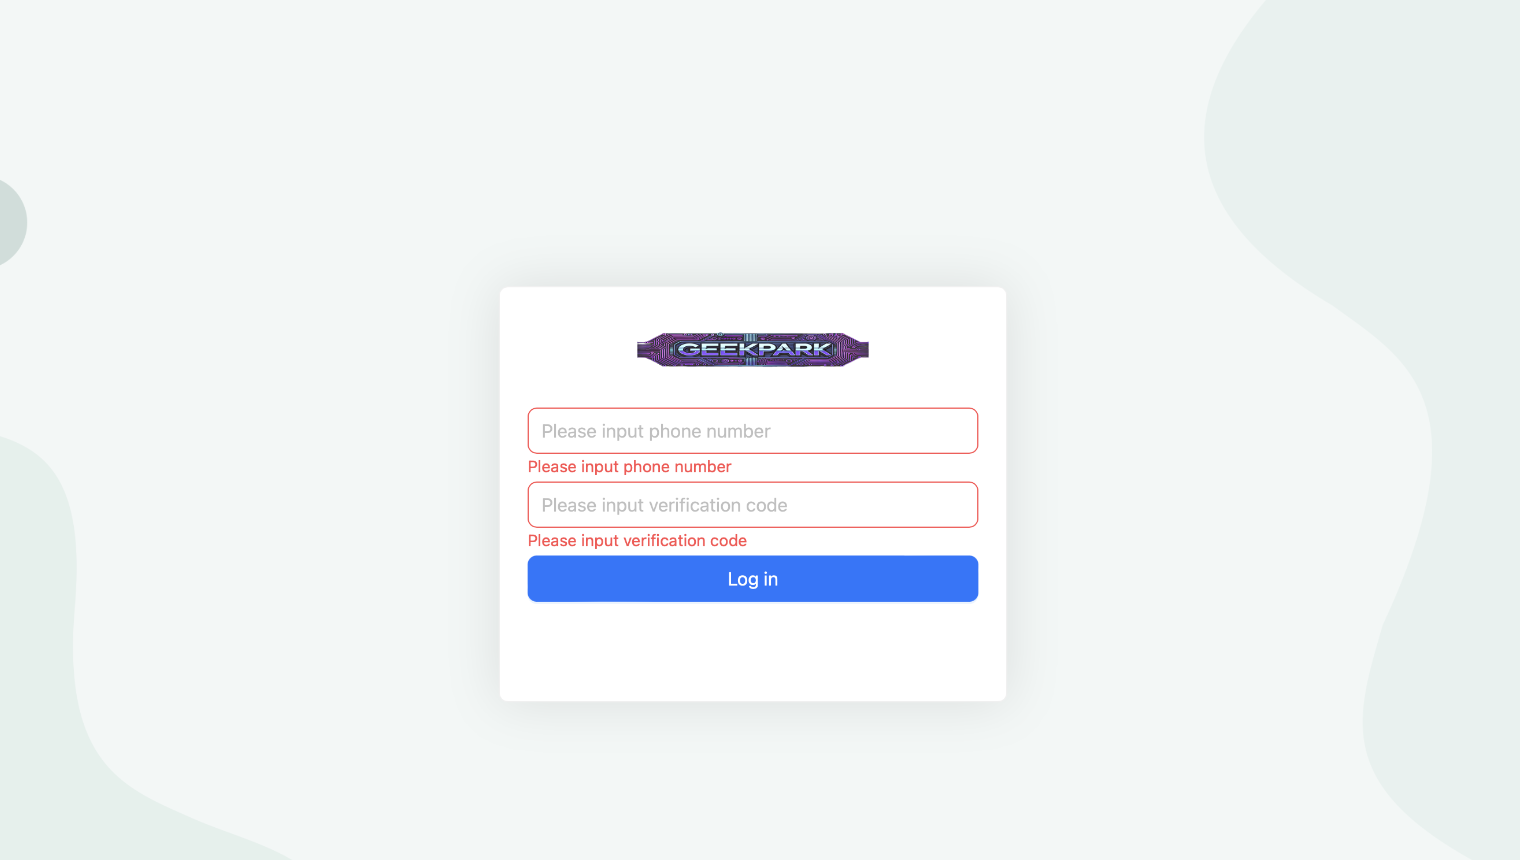 GEEKPARK
Please input phone number
Please input phone number
Please input verification code
Please input verification code
Log in